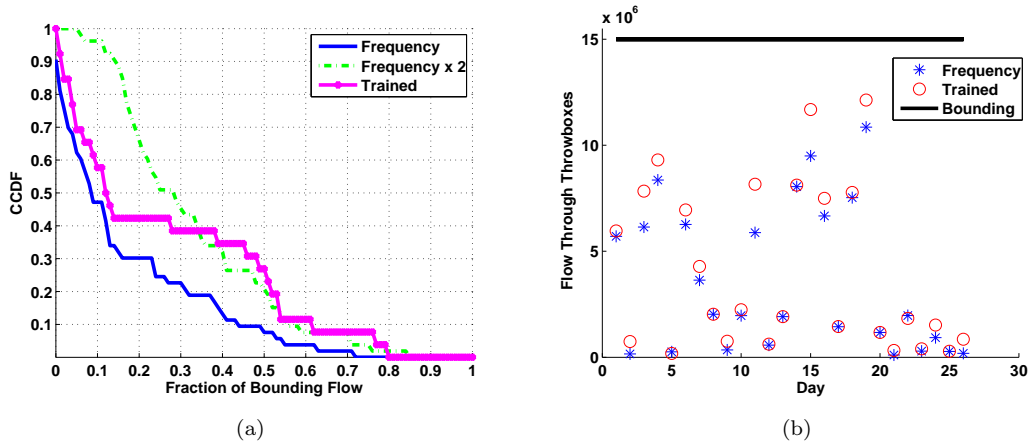 1
0.9
0.8
0.7
0.6
0.5
0.4
0.3
0.2
0.1
CCDF
0 0.1 0.2 0.3 0.4 0.5 0.6 0.7 0.8 0.9 1
Fraction of Bounding Flow
Frequency
Frequency x 2
Trained
(a)
x 10^6
15
10
5
0
Flow Through Throwboxes
0 5 10 15 20 25 30
Day
Frequency
Trained
Bounding
(b)